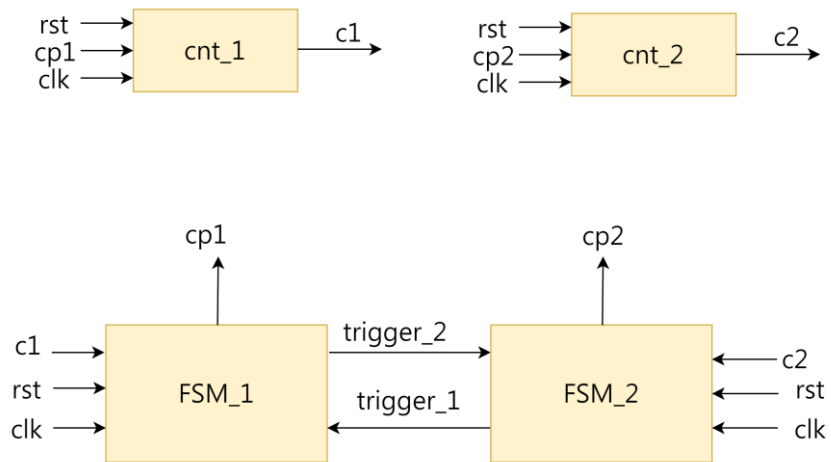 rst
cp1
clk
cnt_1
c1
rst
cp2
clk
cnt_2
c2
cp1
cp2
c1
rst
clk
FSM_1
trigger_2
trigger_1
FSM_2
c2
rst
clk